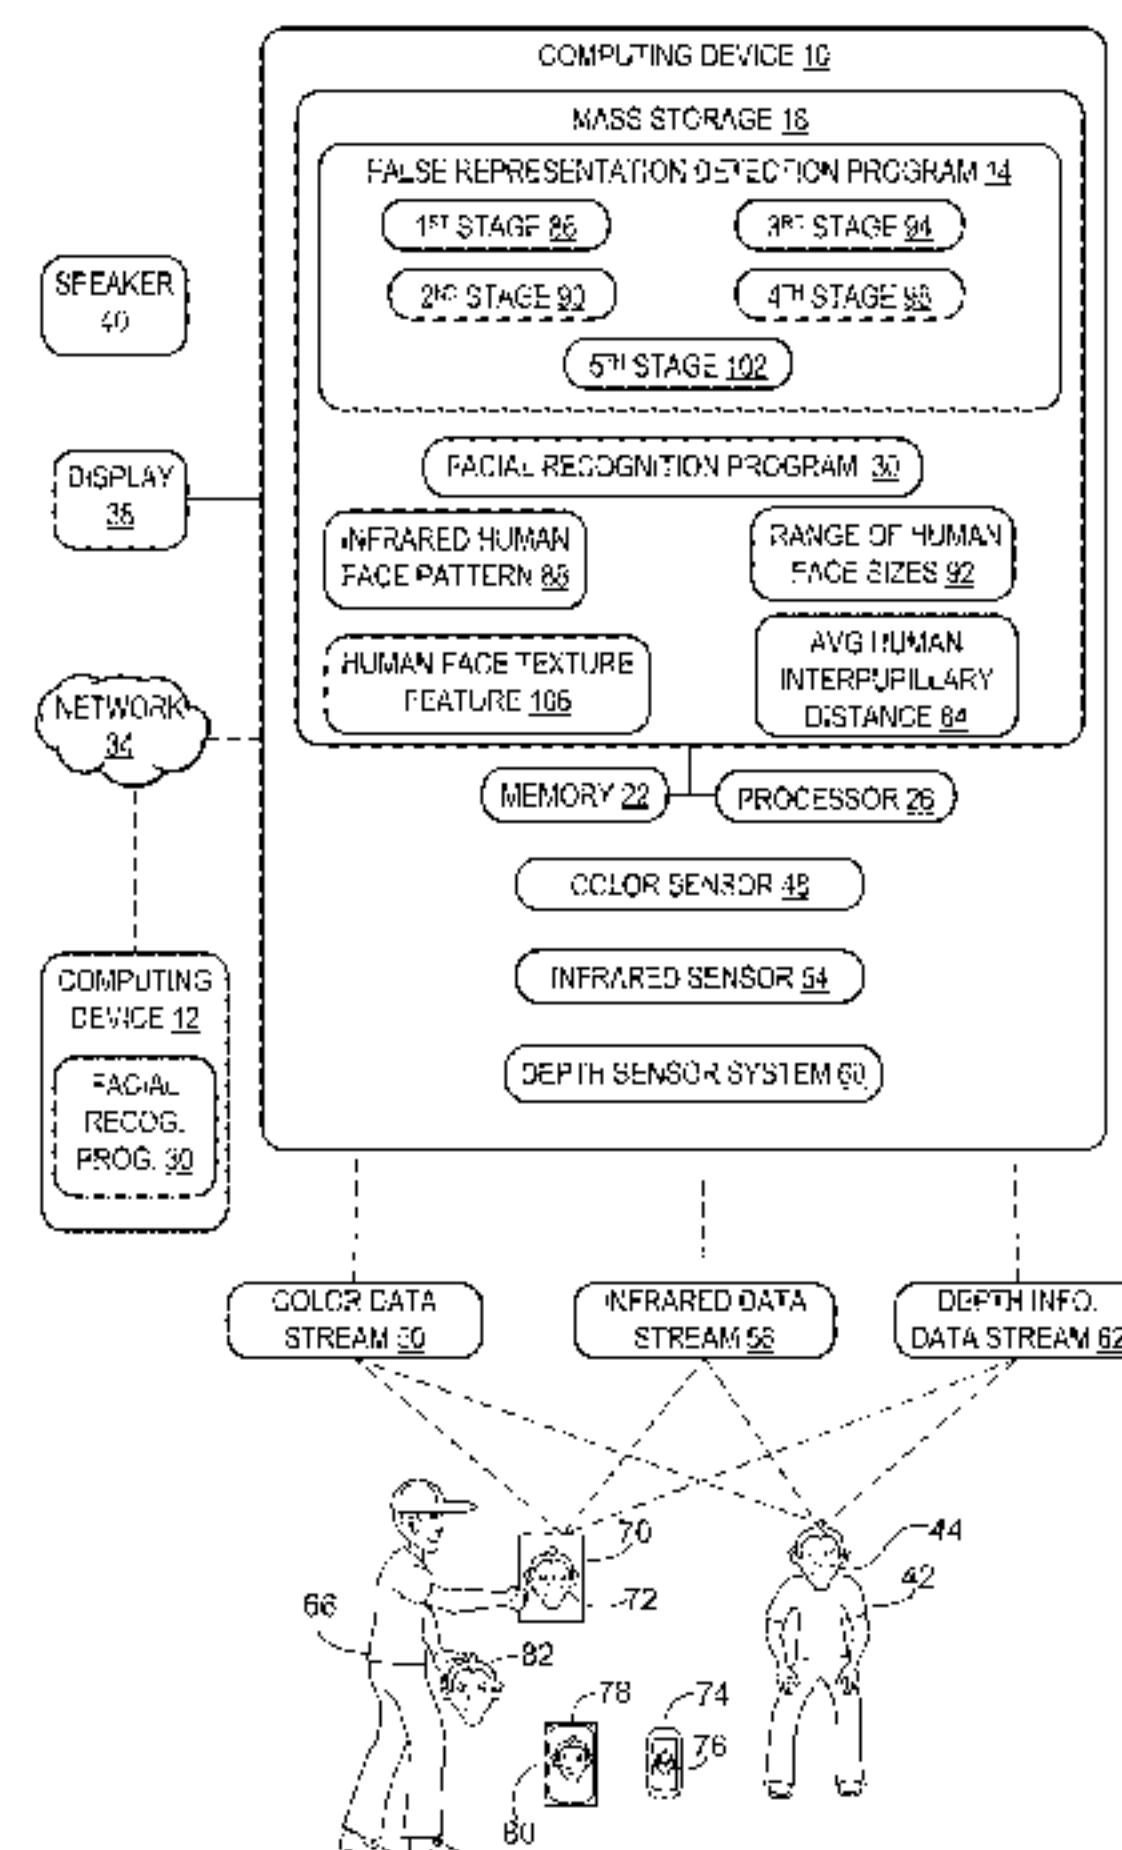 COMPUTING DEVICE 10
MASS STORAGE 18
FALSE REPRESENTATION DETECTION PROGRAM 14
1ST STAGE 86
3RD STAGE 94
2ND STAGE 90
4TH STAGE 98
5TH STAGE 102
SPEAKER
40
FACIAL RECOGNITION PROGRAM 30
DISPLAY
INFRARED HUMAN
FACE PATTERN 88
RANGE OF HUMAN
FACE SIZES 92
HUMAN FACE TEXTURE
FEATURE 106
AVG HUMAN
INTERPUPILLARY
DISTANCE
NETWORK
34
MEMORY 22
PROCESSOR 26
COLOR SENSOR 48
INFRARED SENSOR 54
DEPTH SENSOR SYSTEM 60
COMPUTING
DEVICE 12
FACIAL
RECOG.
PROG. 30
COLOR DATA
STREAM 50
INFRARED DATA
STREAM
DEPTH INFO.
DATA STREAM 62
70
44
72
42
66
82
78
74
76
80